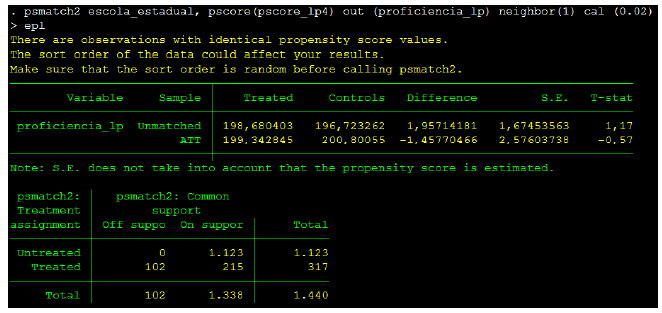 . psmatch2 escola_estadual, pscore(pscore_lp4) out (proficiencia_lp) neighbor(1) cal (0.02)
> epl
There are observations with identical propensity score values.
The sort order of the data could affect your results.
Make sure that the sort order is random before calling psmatch2.
Variable Sample Treated Controls Difference S.E. T-stat
proficiencia_lp Unmatched 198,680403 196,723262 1,95714181 1,67453563 1,17
ATT 199,342845 200,80055 -1,45770466 2,57603738 -0,57
Note: S.E. does not take into account that the propensity score is estimated.
psmatch2: psmatch2: Common
Treatment support
assignment Off suppo On suppor Total
Untreated 0 1.123 1.123
Treated 102 215 317
Total 102 1.338 1.440